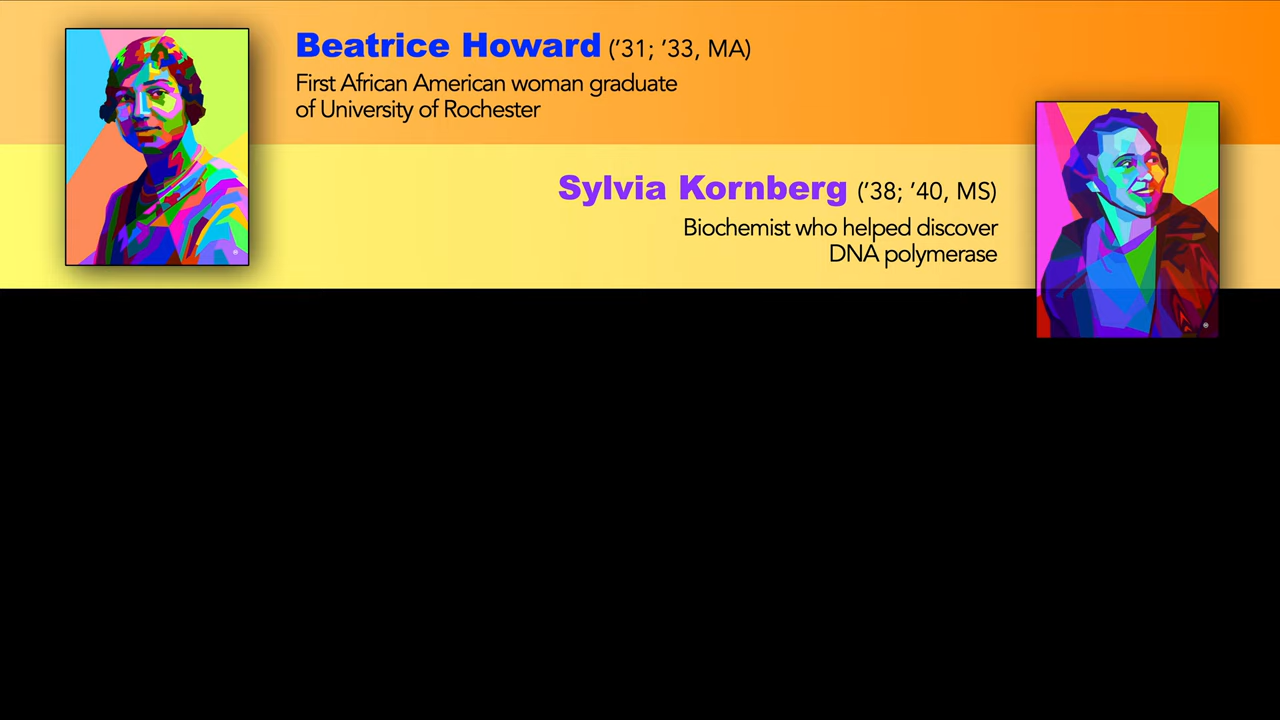 Beatrice Howard (’31; ’33, MA)
First African American woman graduate
of University of Rochester
Sylvia Kornberg (’38; ’40, MS)
Biochemist who helped discover
DNA polymerase